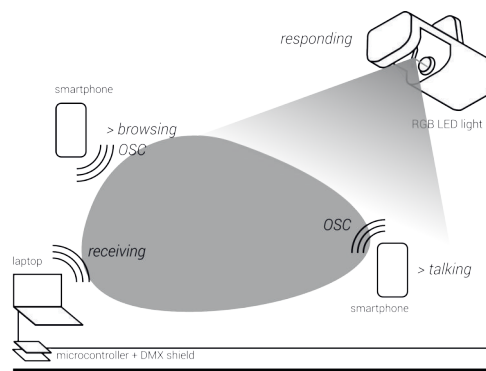 responding
smartphone
RGB LED light
> browsing
OSC
OSC
receiving
laptop
> talking
smartphone
microcontroller + DMX shield